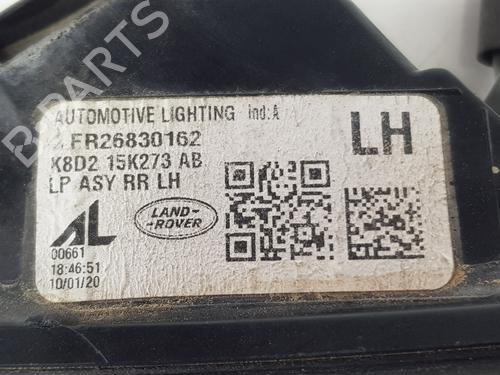 AUTOMOTIVE LIGHTING ind:A
FR26830162
LH
K8D2 15K273 AB
LP ASY RR LH
AL
LAND-
-ROVER
00661
18:46:51
10/01/20
B-PARTS